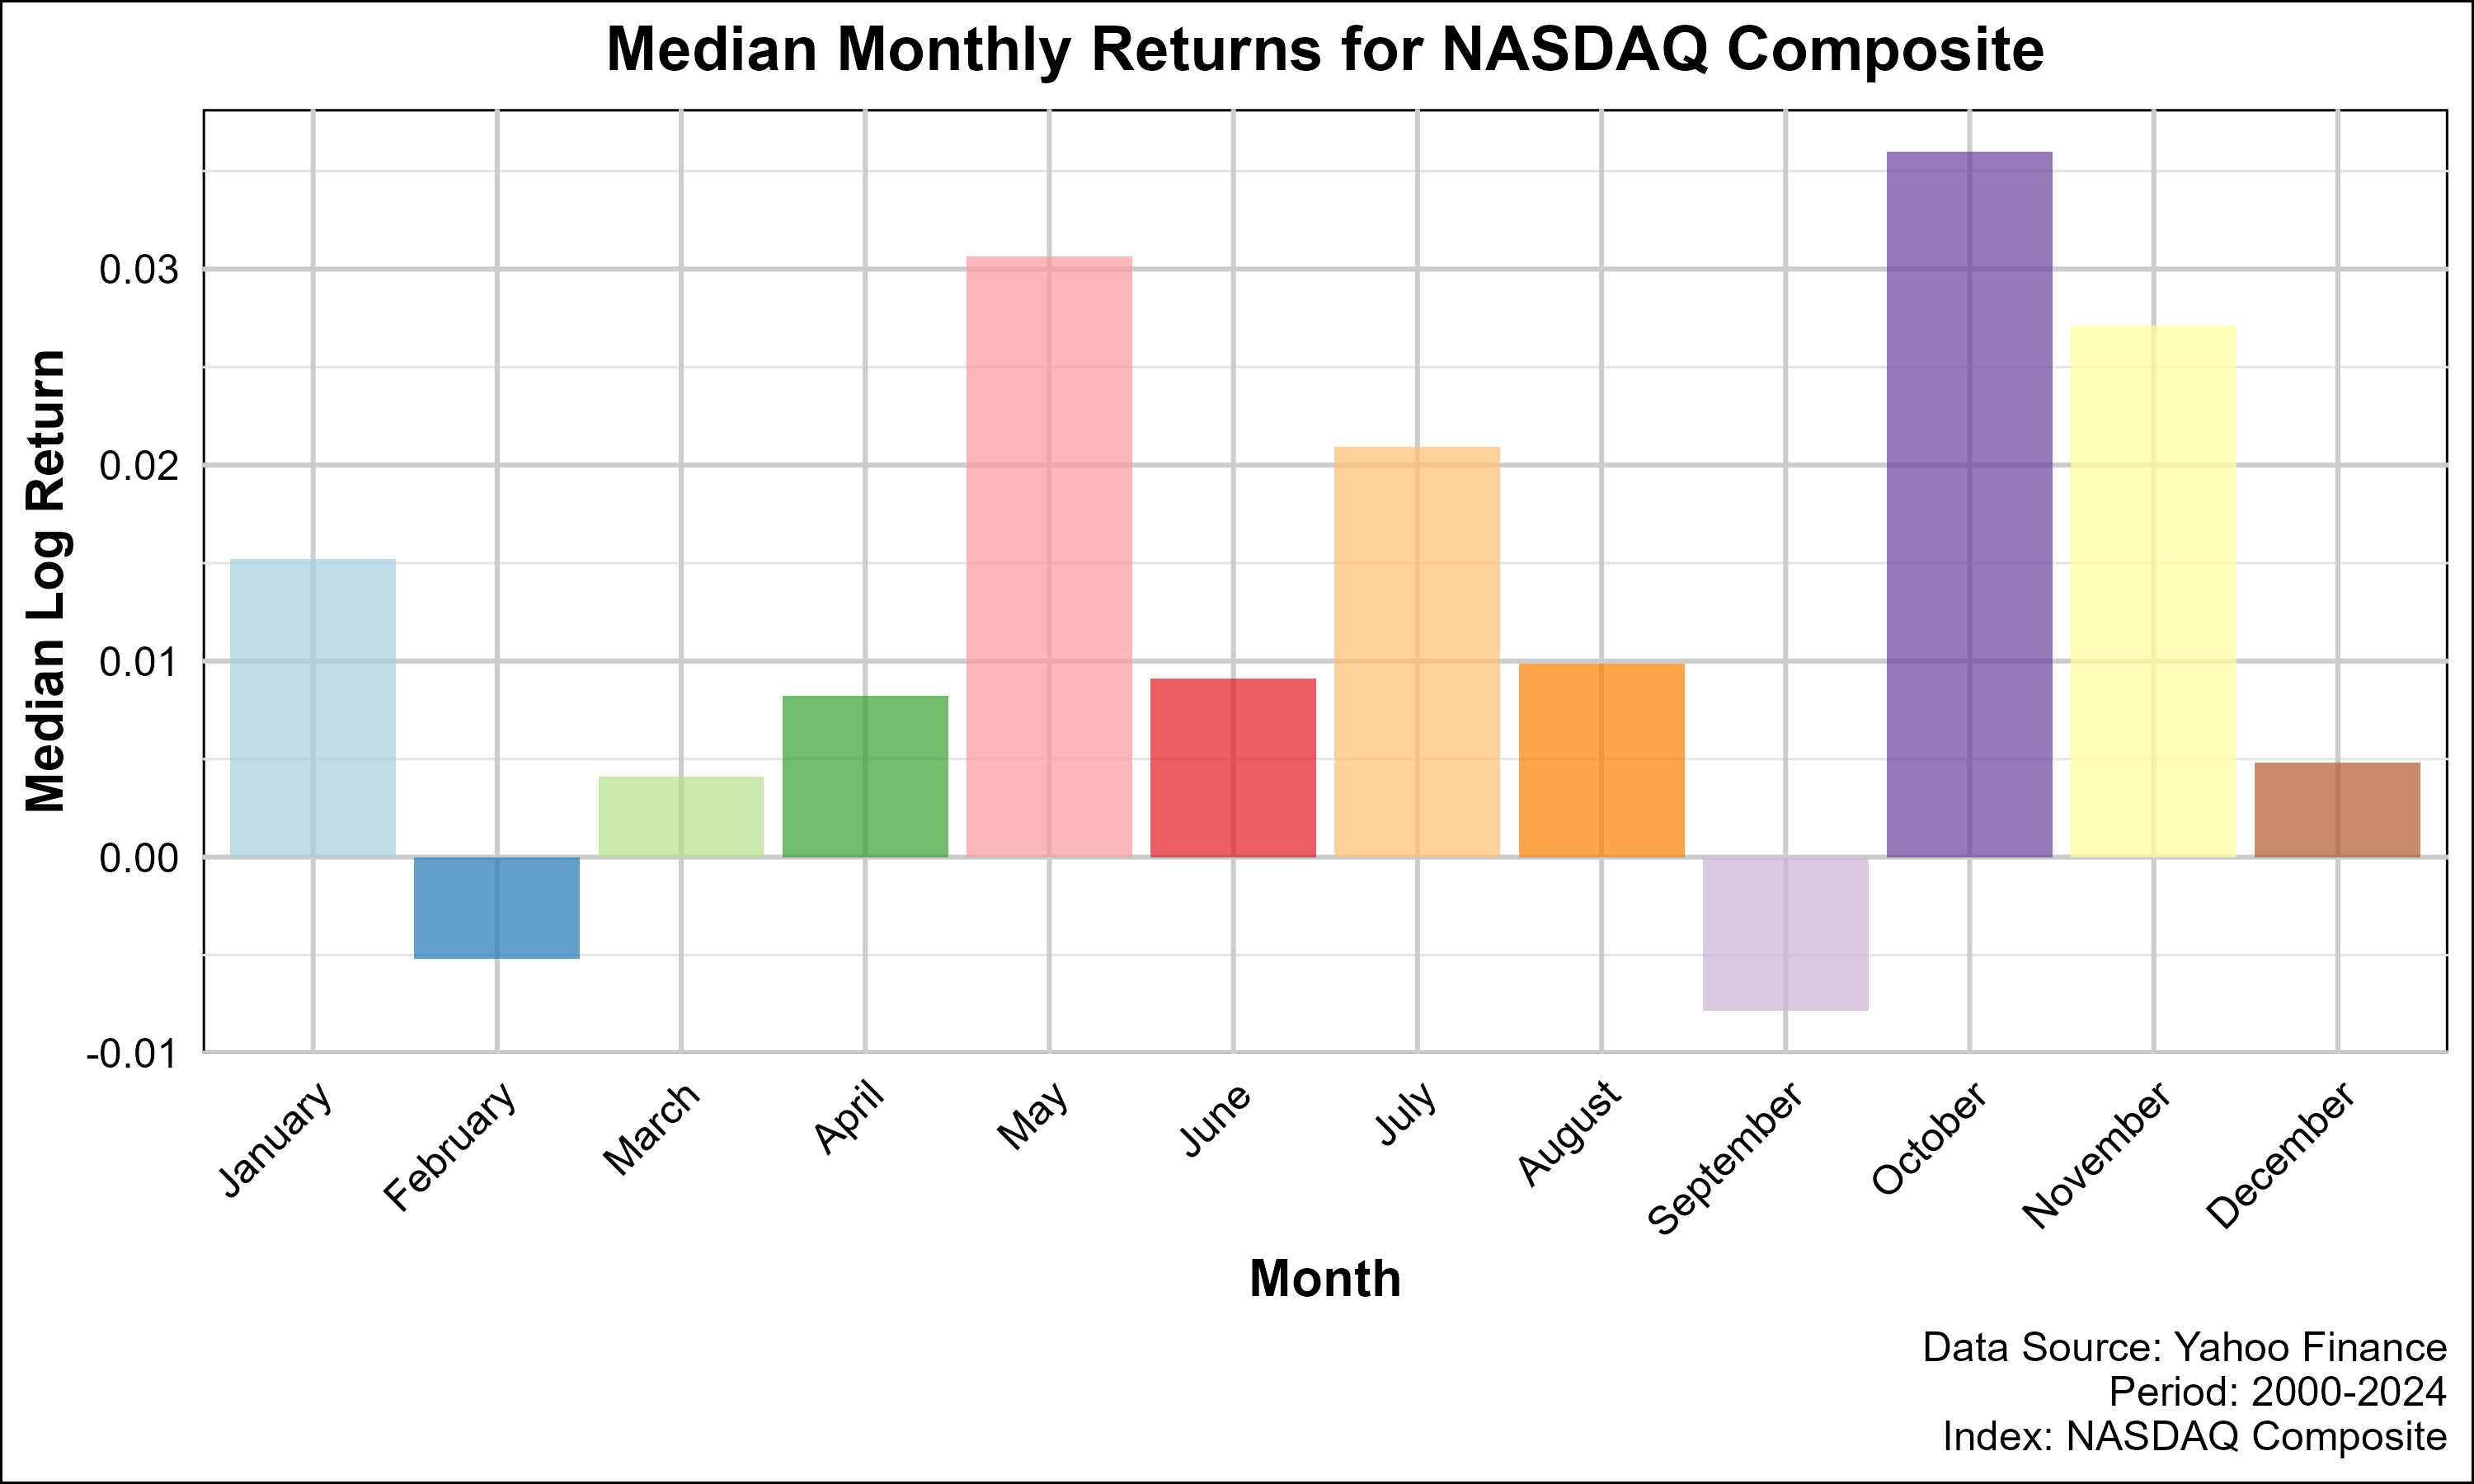 Median Monthly Returns for NASDAQ Composite
Median Log Return
0.03
0.02
0.01
0.00
-0.01
January
February
March
April
May
June
July
August
September
October
November
December
Month
Data Source: Yahoo Finance
Period: 2000-2024
Index: NASDAQ Composite